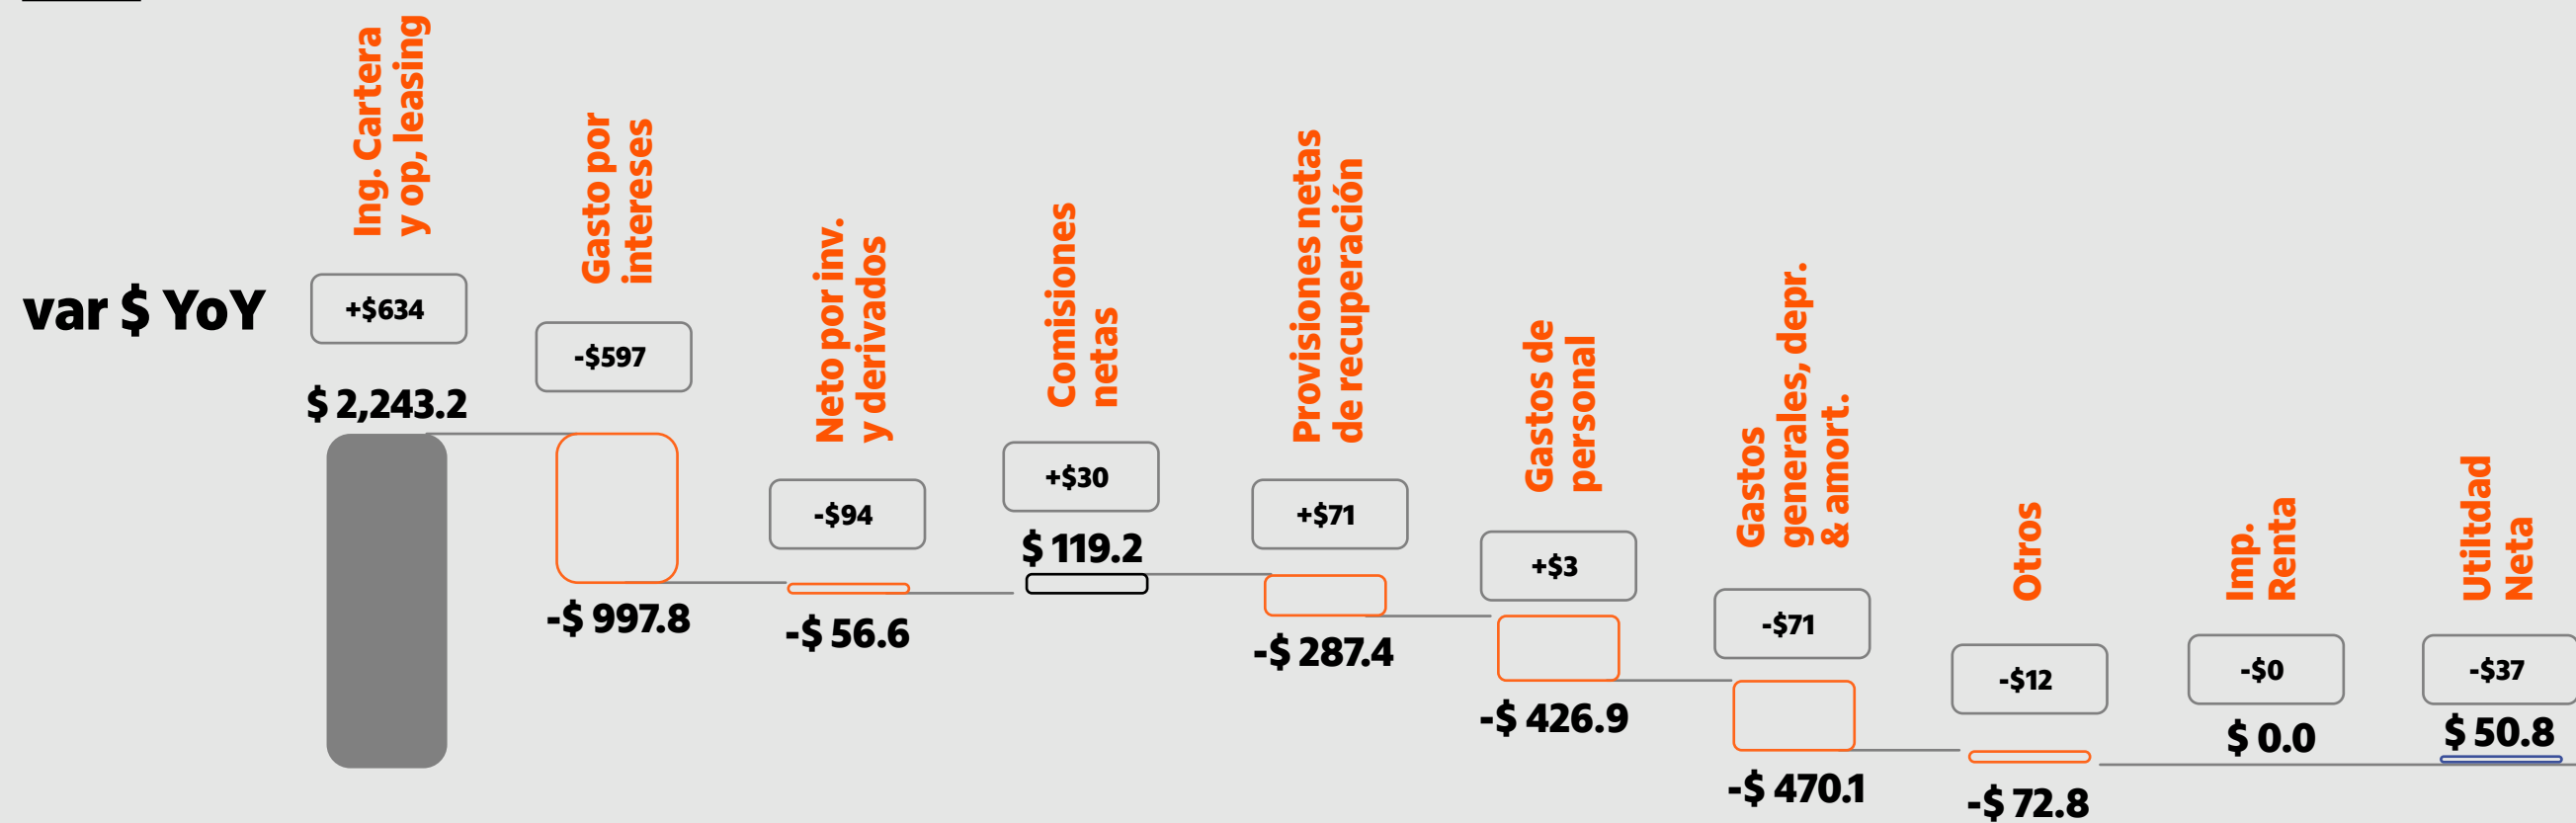 var $ YoY
Ing. Cartera
y op, leasing
+$634
$ 2,243.2
Gasto por
intereses
-$597
-$ 997.8
Neto por inv.
y derivados
-$94
-$ 56.6
Comisiones
netas
+$30
$ 119.2
Provisiones netas
de recuperación
+$71
-$ 287.4
Gastos de
personal
+$3
-$ 426.9
Gastos
generales, depr.
& amort.
-$71
-$ 470.1
Otros
-$12
-$ 72.8
Imp.
Renta
-$0
$ 0.0
Utiltdad
Neta
-$37
$ 50.8